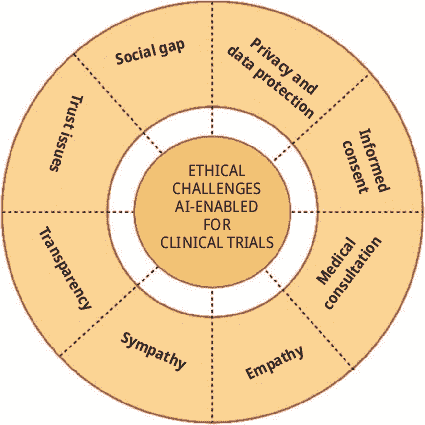 Social gap
Privacy and
data protection
Informed
consent
Medical
consultation
Empathy
Sympathy
Transparency
Trust issues
ETHICAL
CHALLENGES
AI-ENABLED
FOR
CLINICAL TRIALS